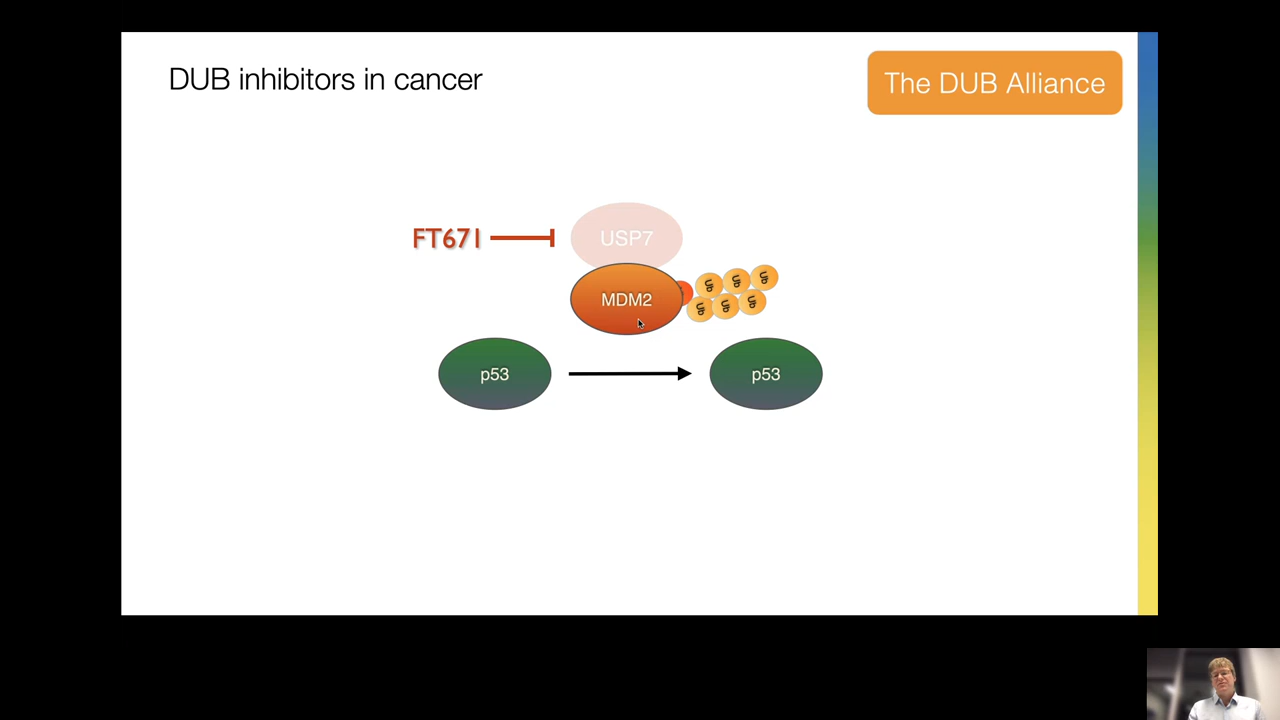 DUB inhibitors in cancer
The DUB Alliance
FT671
USP7
MDM2
p53
p53